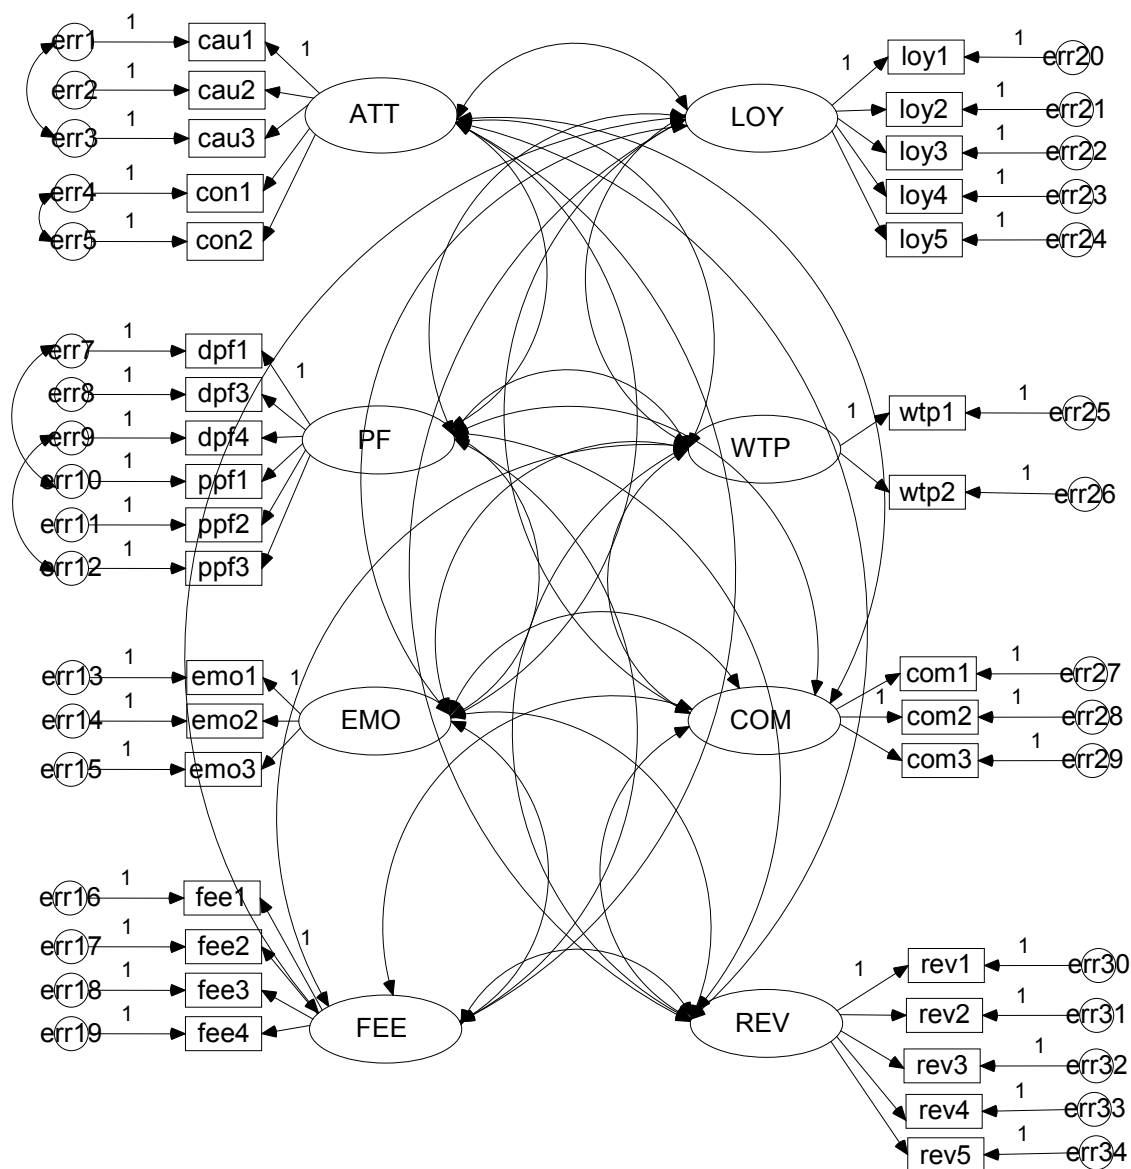 err1 1 cau1 1
err2 1 cau2
err3 1 cau3
err4 1 con1
err5 1 con2
ATT
LOY
1 loy1 1 err20
loy2 1 err21
loy3 1 err22
loy4 1 err23
loy5 1 err24
err7 1 dpf1 1
err8 1 dpf3
err9 1 dpf4
err10 1 ppf1
err11 1 ppf2
err12 1 ppf3
PF
WTP
1 wtp1 1 err25
wtp2 1 err26
err13 1 emo1 1
err14 1 emo2
err15 1 emo3
EMO
COM
com1 1 err27
1 com2 1 err28
com3 1 err29
err16 1 fee1
err17 1 fee2 1
err18 1 fee3
err19 1 fee4
FEE
REV
1 rev1 1 err30
rev2 1 err31
rev3 1 err32
rev4 1 err33
rev5 1 err34